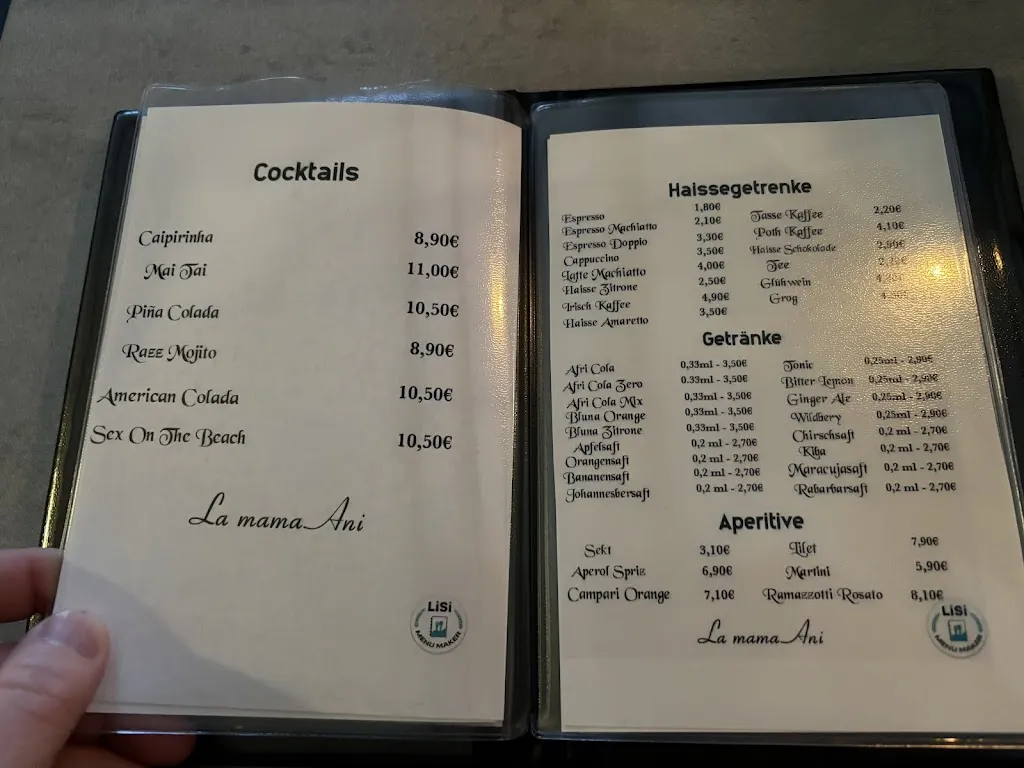 Cocktails
Caipirinha 8,90€
Mai Tai 11,00€
Piña Colada 10,50€
Razz Mojito 8,90€
American Colada 10,50€
Sex On The Beach 10,50€
La mama Ani
LiSi
MENU MAKER
Haissegetrenke
Espresso 1,80€
Espresso Machiatto 2,10€
Espresso Doppio 3,30€
Cappuccino 3,50€
Latte Machiatto 4,00€
Haisse Zitrone 2,50€
Irisch Kaffee 4,90€
Haisse Amaretto 3,50€
Tasse Kaffee 2,20€
Poth Kaffee 4,10€
Haisse Schokolade
Tee
Glühwein
Grog
Getränke
Afri Cola 0,33ml - 3,50€
Afri Cola Zero 0.33ml - 3,50€
Afri Cola Mix 0,33ml - 3,50€
Bluna Orange 0,33ml - 3,50€
Bluna Zitrone 0,33ml - 3,50€
Apfelsaft 0,2 ml - 2,70€
Orangensaft 0,2 ml - 2,70€
Bananensaft 0,2 ml - 2,70€
Johannesbersaft 0,2 ml - 2,70€
Tonic 0,25ml - 2,90€
Bitter Lemon 0,25ml - 2,90€
Ginger Ale 0,25ml - 2,90€
Wildbery 0,25ml - 2,90€
Chirschsaft 0,2 ml - 2,70€
Kiba 0,2 ml - 2,70€
Maracujasaft 0,2 ml - 2,70€
Rabarbarsaft 0,2 ml - 2,70€
Aperitive
Sekt 3,10€
Aperol Spriz 6,90€
Campari Orange 7,10€
Lilet 7,90€
Martini 5,90€
Ramazzotti Rosato 8,10€
La mama Ani
LiSi
MENU MAKER